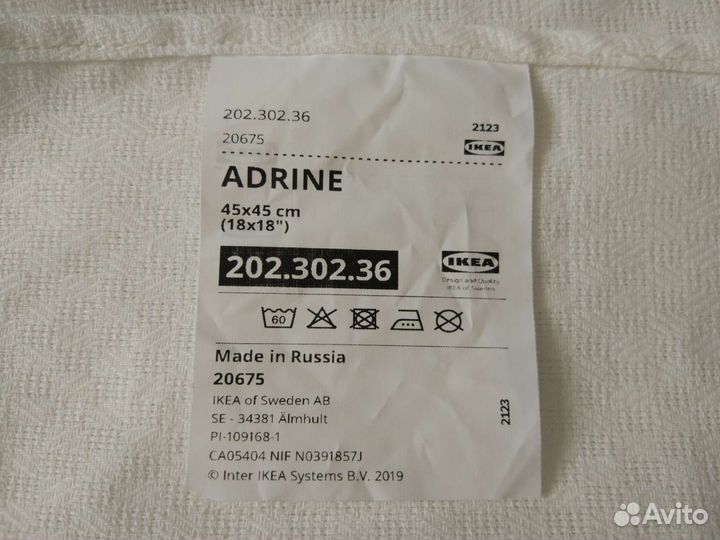 202.302.36
20675
2123
IKEA
ADRINE
45x45 cm
(18x18")
202.302.36
IKEA
Design and Quality
IKEA of Sweden
60
Made in Russia
20675
IKEA of Sweden AB
SE - 34381 Älmhult
PI-109168-1
CA05404 NIF N0391857J
© Inter IKEA Systems B.V. 2019
2123
Avito